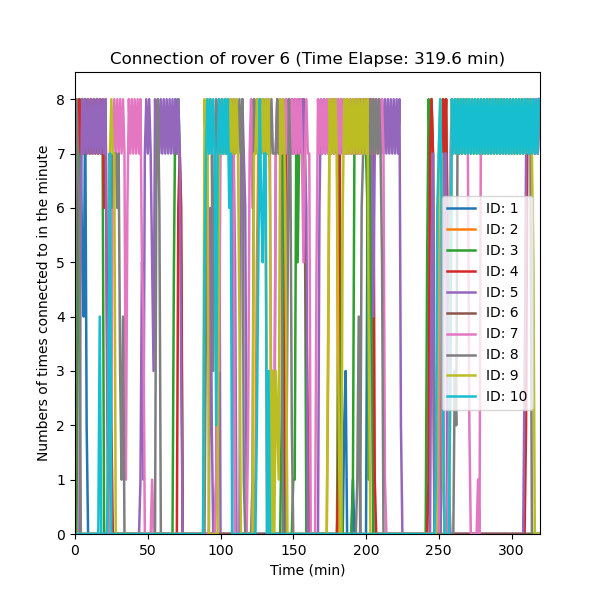 Connection of rover 6 (Time Elapse: 319.6 min)
Numbers of times connected to in the minute
8
7
6
5
4
3
2
1
0
ID: 1
ID: 2
ID: 3
ID: 4
ID: 5
ID: 6
ID: 7
ID: 8
ID: 9
ID: 10
0 50 100 150 200 250 300
Time (min)